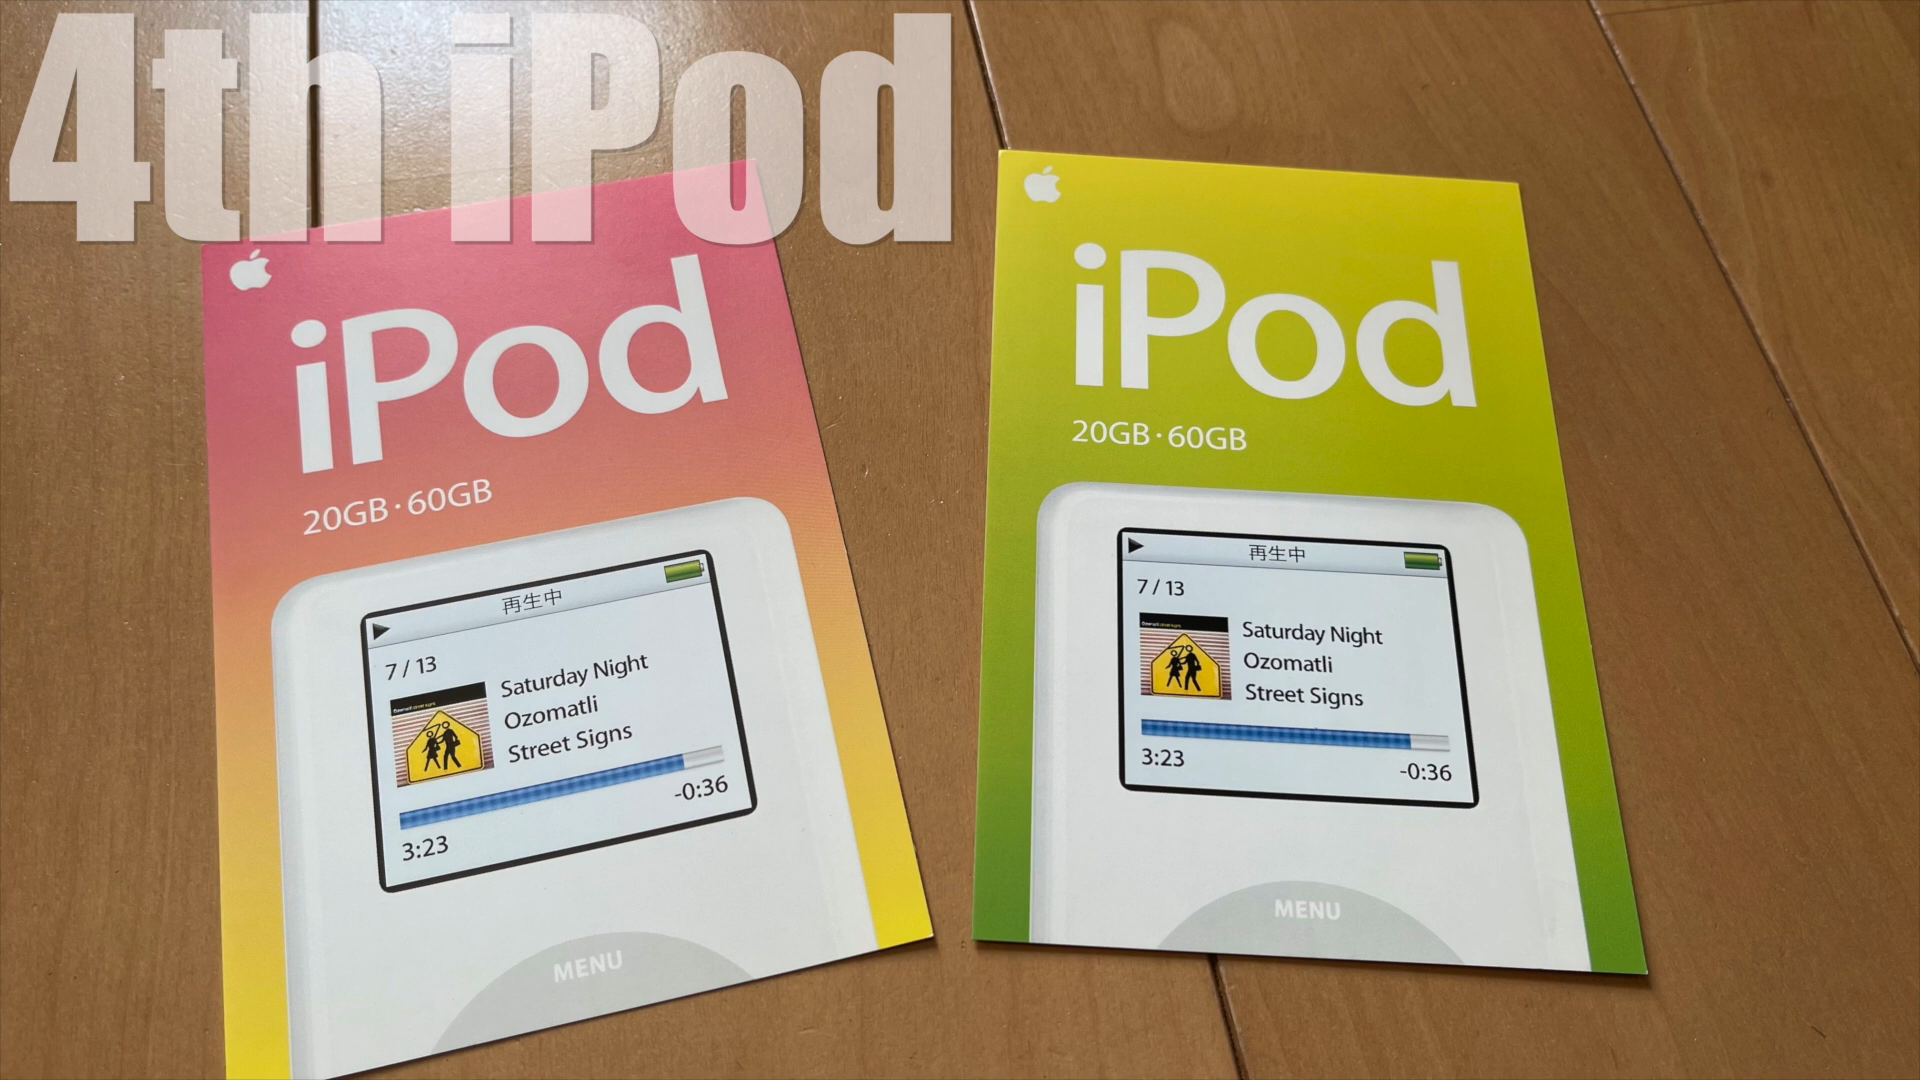 4th iPod
iPod
20GB・60GB
再生中
7 / 13
Saturday Night
Ozomatli
Street Signs
3:23
-0:36
MENU
iPod
20GB・60GB
再生中
7 / 13
Saturday Night
Ozomatli
Street Signs
3:23
-0:36
MENU